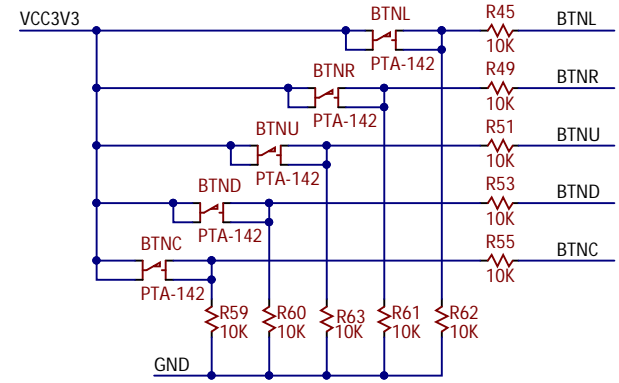 VCC3V3
BTNL
R45
BTNL
PTA-142
10K
BTNR
R49
BTNR
PTA-142
10K
BTNU
R51
BTNU
PTA-142
10K
BTND
R53
BTND
PTA-142
10K
BTNC
R55
BTNC
PTA-142
10K
R59
R60
R63
R61
R62
10K
10K
10K
10K
10K
GND